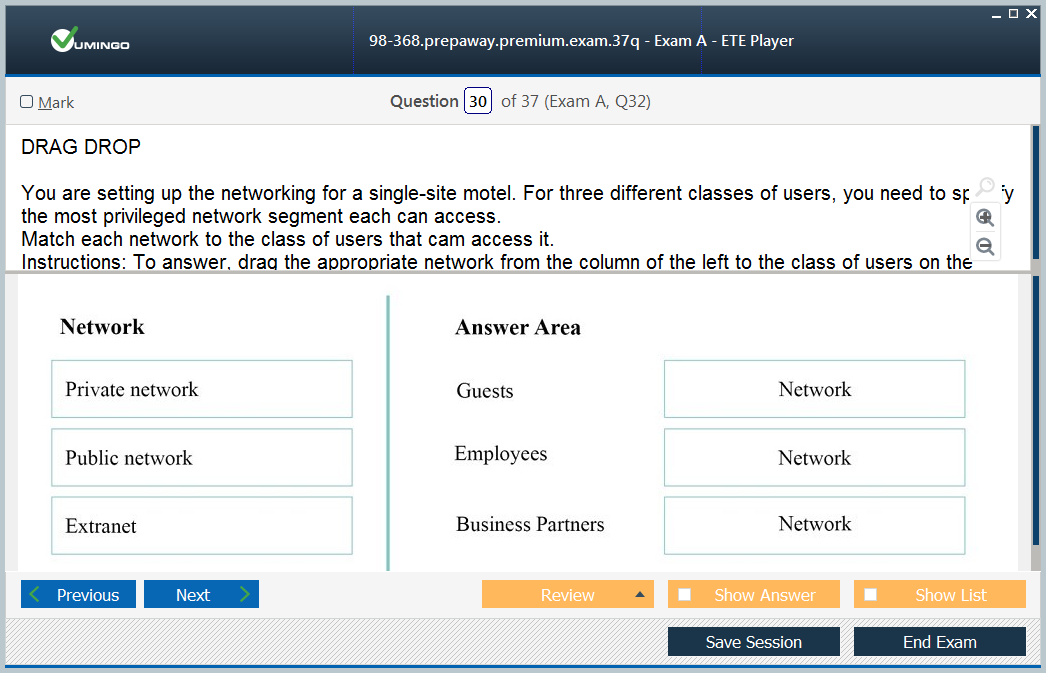 VUMINGO
98-368.prepaway.premium.exam.37q - Exam A - ETE Player
Mark
Question 30 of 37 (Exam A, Q32)
DRAG DROP
You are setting up the networking for a single-site motel. For three different classes of users, you need to
the most privileged network segment each can access.
Match each network to the class of users that cam access it.
Instructions: To answer, drag the appropriate network from the column of the left to the class of users on the
Network
Answer Area
Private network
Guests
Network
Public network
Employees
Network
Extranet
Business Partners
Network
Previous
Next
Review
Show Answer
Show List
Save Session
End Exam